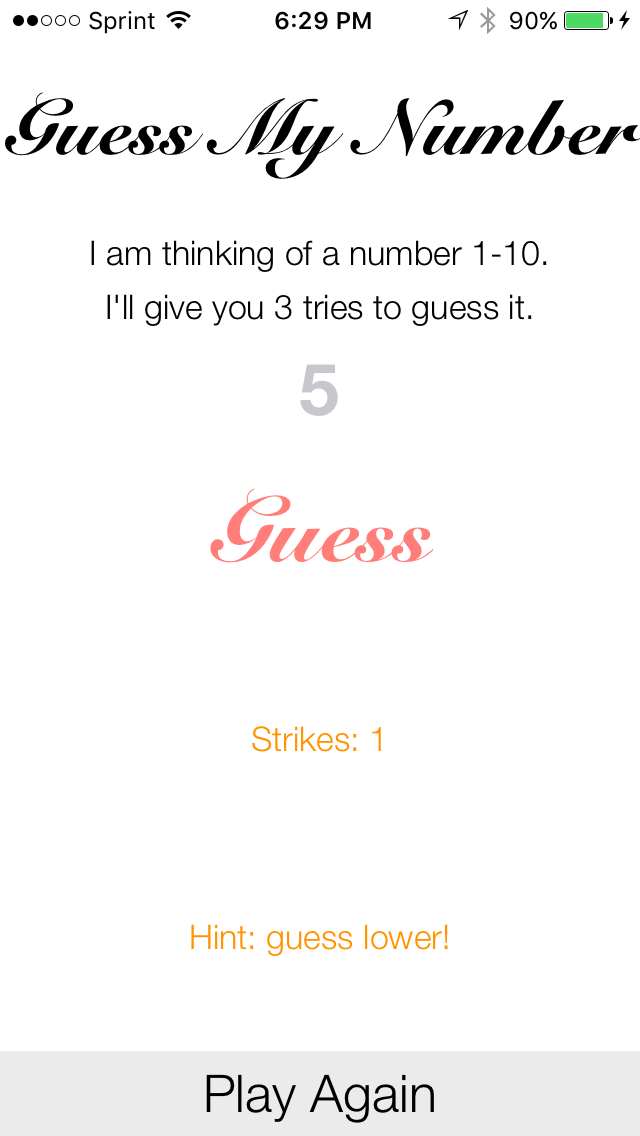 Sprint 6:29 PM 90%
Guess My Number
I am thinking of a number 1-10.
I'll give you 3 tries to guess it.
5
Guess
Strikes: 1
Hint: guess lower!
Play Again